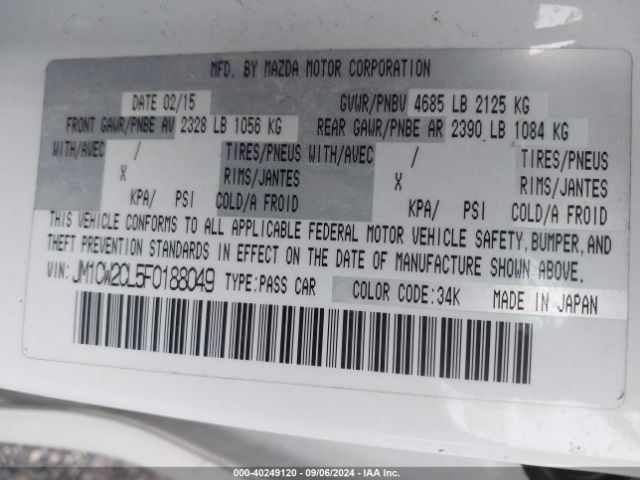 MFD. BY MAZDA MOTOR CORPORATION
DATE 02/15 GVWR/PNBV 4685 LB 2125 KG
FRONT GAWR/PNBE AV 2328 LB 1056 KG REAR GAWR/PNBE AR 2390 LB 1084 KG
WITH/AVEC / TIRES/PNEUS WITH/AVEC / TIRES/PNEUS
X RIMS/JANTES X RIMS/JANTES
KPA/ PSI COLD/A FROID KPA/ PSI COLD/A FROID
THIS VEHICLE CONFORMS TO ALL APPLICABLE FEDERAL MOTOR VEHICLE SAFETY, BUMPER, AND
THEFT PREVENTION STANDARDS IN EFFECT ON THE DATE OF MANUFACTURE SHOWN ABOVE.
VIN: JM1CW2CL5F0188049 TYPE:PASS CAR COLOR CODE:34K MADE IN JAPAN
000-40249120 - 09/06/2024 - IAA Inc.